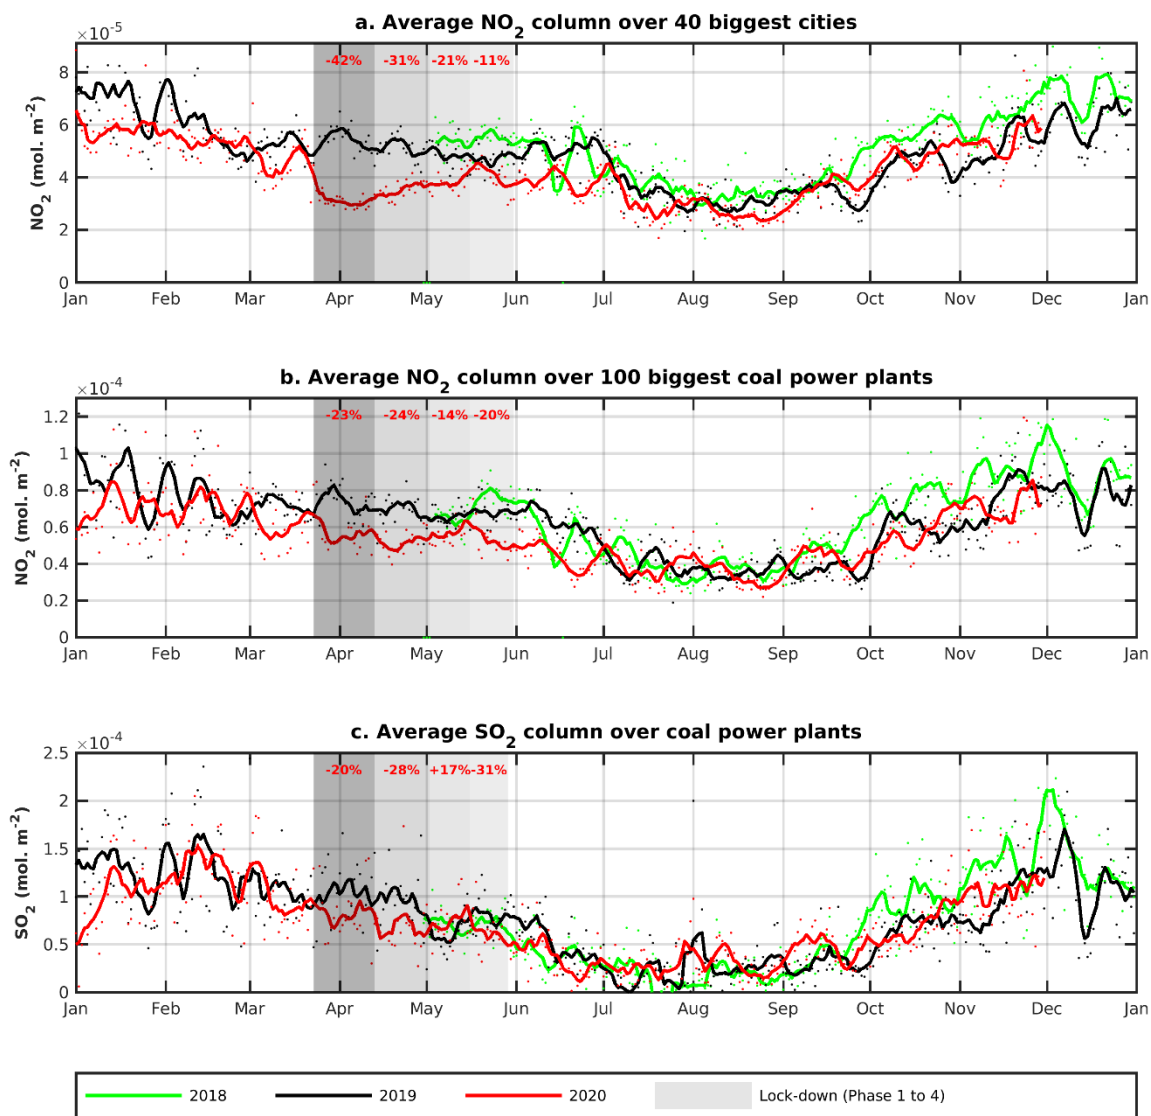 a. Average NO2 column over 40 biggest cities
×10-5
-42% -31% -21% -11%
8
6
4
2
0
NO2 (mol. m-2)
Jan Feb Mar Apr May Jun Jul Aug Sep Oct Nov Dec Jan
b. Average NO2 column over 100 biggest coal power plants
×10-4
-23% -24% -14% -20%
1.2
1
0.8
0.6
0.4
0.2
0
NO2 (mol. m-2)
Jan Feb Mar Apr May Jun Jul Aug Sep Oct Nov Dec Jan
c. Average SO2 column over coal power plants
×10-4
-20% -28% +17% -31%
2.5
2
1.5
1
0.5
0
SO2 (mol. m-2)
Jan Feb Mar Apr May Jun Jul Aug Sep Oct Nov Dec Jan
2018 2019 2020 Lock-down (Phase 1 to 4)